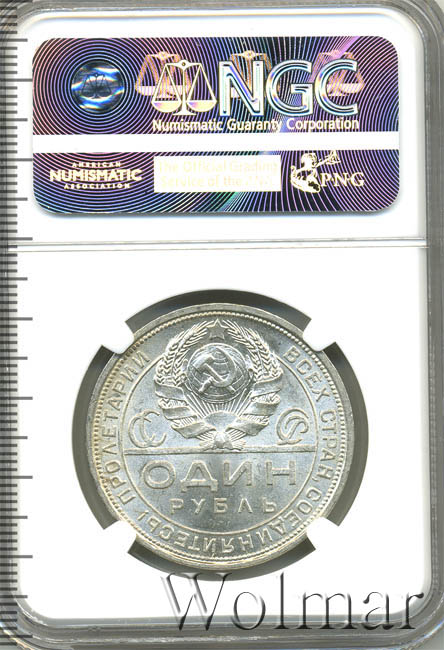 NGC
Numismatic Guaranty Corporation
AMERICAN
NUMISMATIC
ASSOCIATION
The Official Grading
Service of the ANA
PNG
ПРОЛЕТАРИИ ВСЕХ СТРАН, СОЕДИНЯЙТЕСЬ!
СС СР
ОДИН
РУБЛЬ
Wolmar